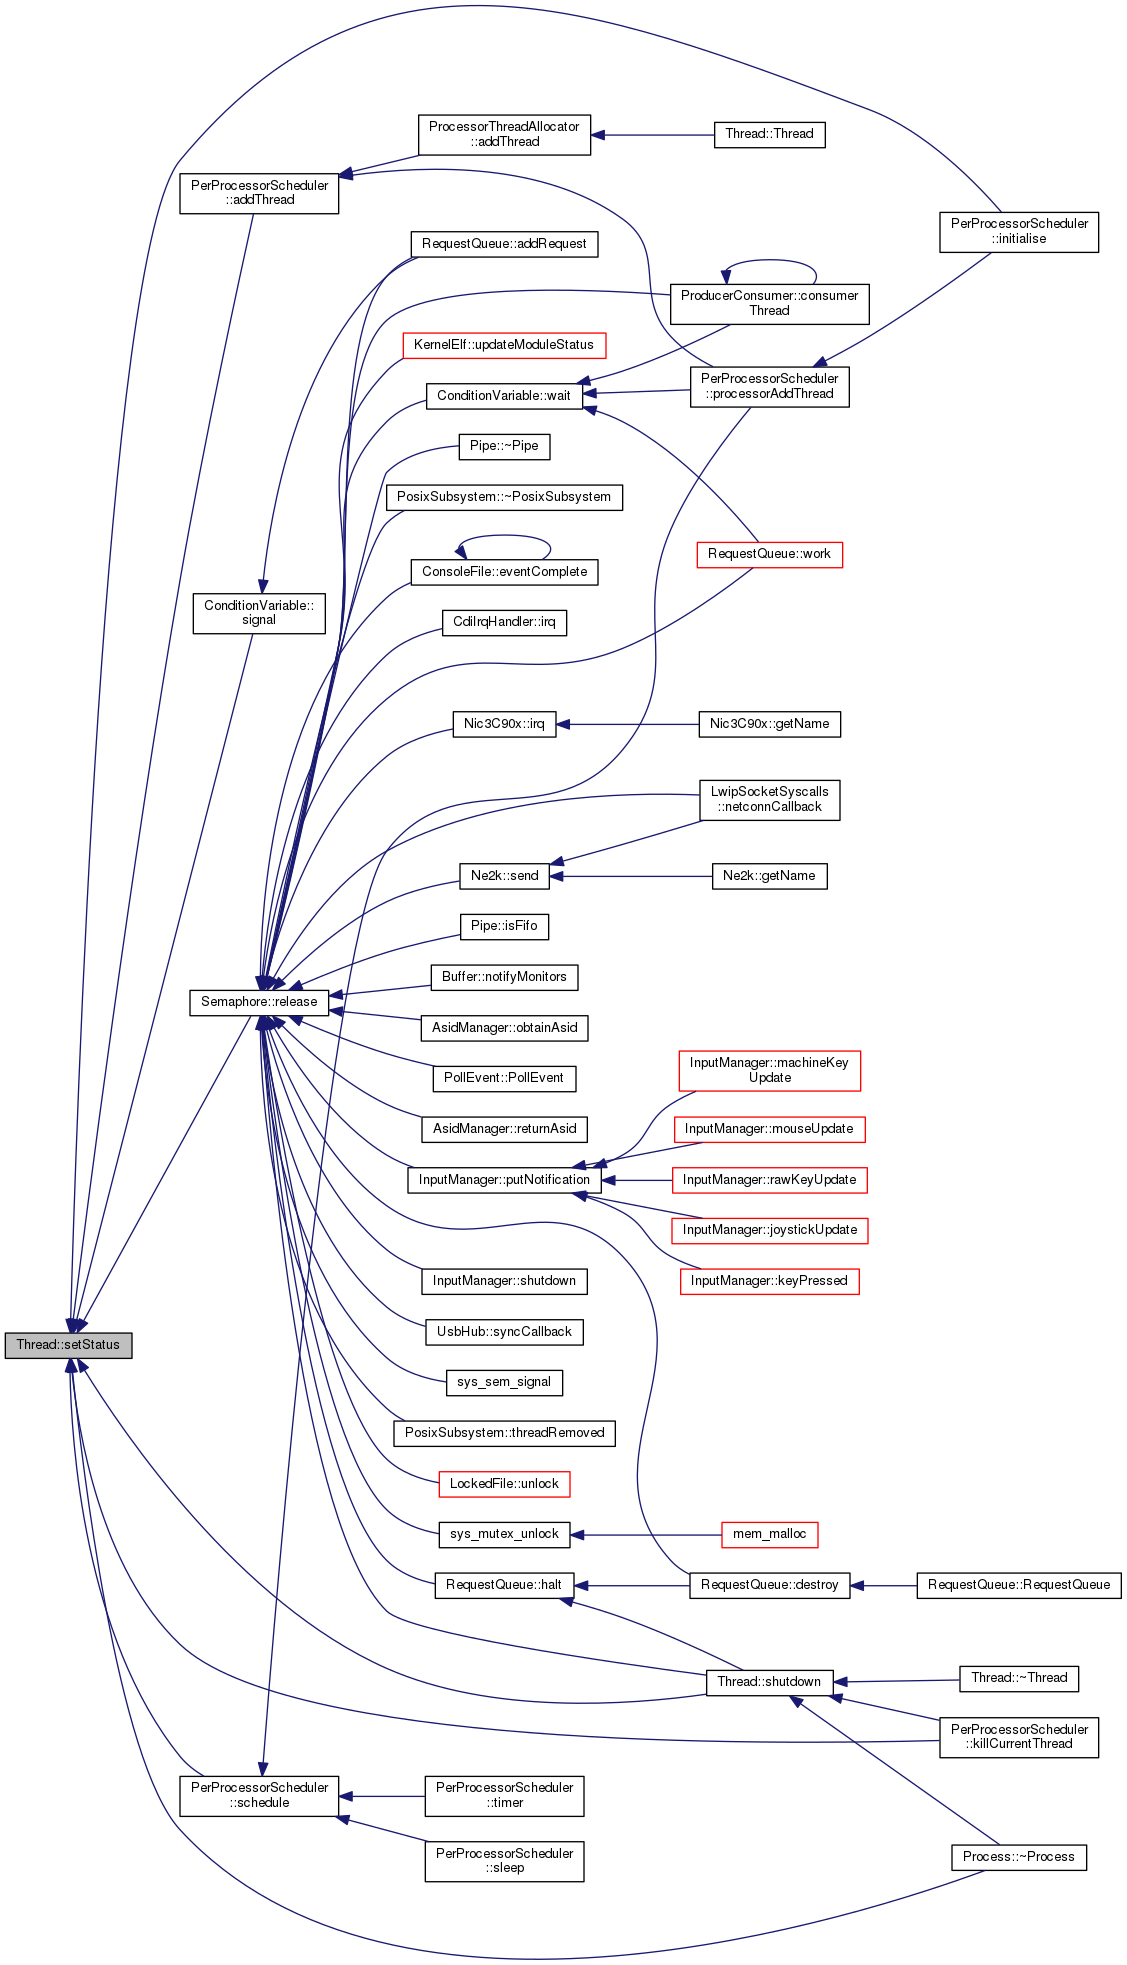 ProcessorThreadAllocator
::addThread
Thread::Thread
PerProcessorScheduler
::addThread
PerProcessorScheduler
::initialise
RequestQueue::addRequest
ProducerConsumer::consumer
Thread
KernelElf::updateModuleStatus
ConditionVariable::wait
PerProcessorScheduler
::processorAddThread
Pipe::~Pipe
PosixSubsystem::~PosixSubsystem
RequestQueue::work
ConsoleFile::eventComplete
ConditionVariable::
signal
CdiIrqHandler::irq
Nic3C90x::irq
Nic3C90x::getName
LwipSocketSyscalls
::netconnCallback
Ne2k::send
Ne2k::getName
Pipe::isFifo
Buffer::notifyMonitors
Semaphore::release
AsidManager::obtainAsid
PollEvent::PollEvent
InputManager::machineKey
Update
AsidManager::returnAsid
InputManager::mouseUpdate
InputManager::putNotification
InputManager::rawKeyUpdate
InputManager::joystickUpdate
InputManager::shutdown
InputManager::keyPressed
UsbHub::syncCallback
Thread::setStatus
sys_sem_signal
PosixSubsystem::threadRemoved
LockedFile::unlock
sys_mutex_unlock
mem_malloc
RequestQueue::halt
RequestQueue::destroy
RequestQueue::RequestQueue
Thread::shutdown
Thread::~Thread
PerProcessorScheduler
::killCurrentThread
PerProcessorScheduler
::schedule
PerProcessorScheduler
::timer
PerProcessorScheduler
::sleep
Process::~Process